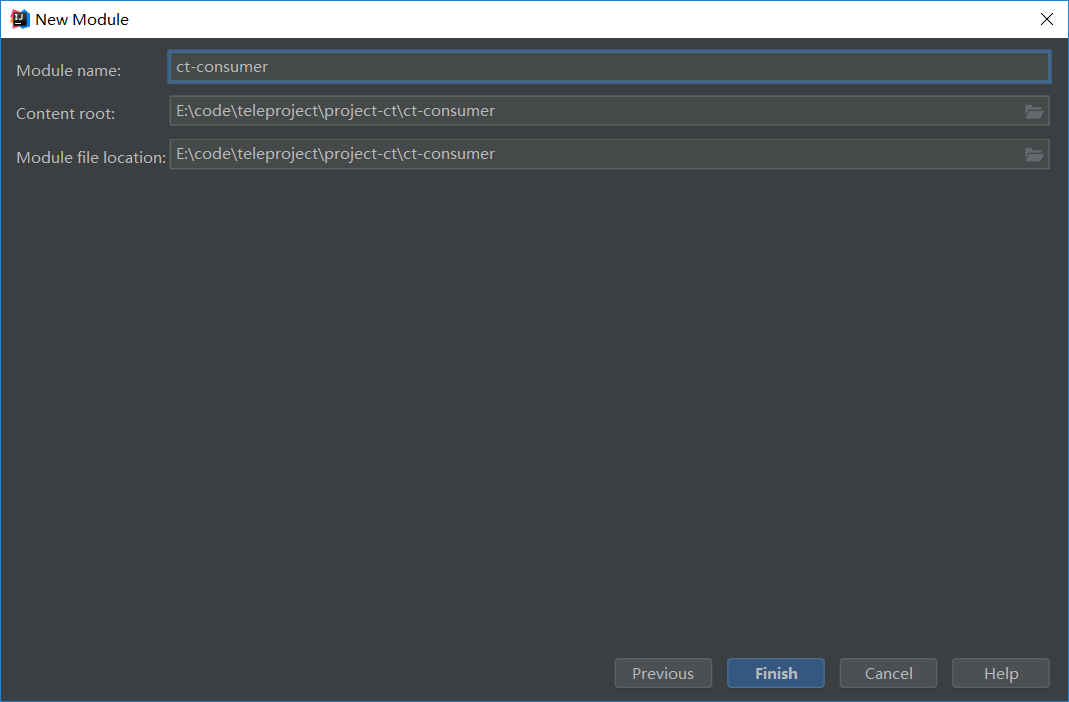 New Module
Module name: ct-consumer
Content root: E:\code\teleproject\project-ct\ct-consumer
Module file location: E:\code\teleproject\project-ct\ct-consumer
Previous Finish Cancel Help